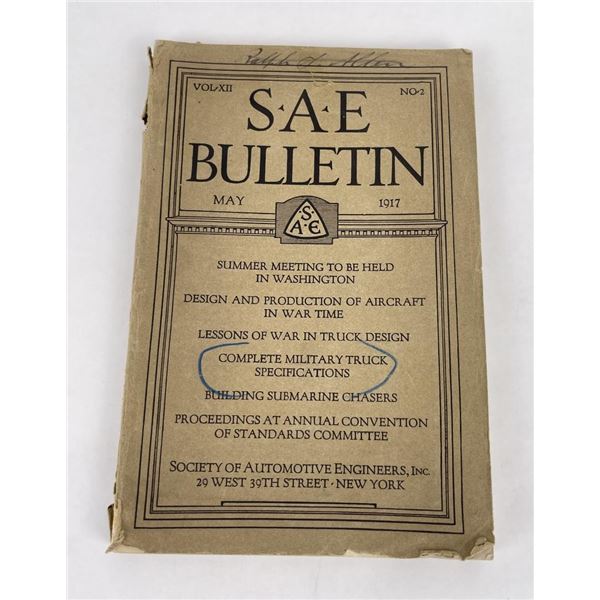 Ralph
VOL·XII
NO·2
S·A·E
BULLETIN
MAY
1917
S·
A·E
SUMMER MEETING TO BE HELD
IN WASHINGTON
DESIGN AND PRODUCTION OF AIRCRAFT
IN WAR TIME
LESSONS OF WAR IN TRUCK DESIGN
COMPLETE MILITARY TRUCK
SPECIFICATIONS
BUILDING SUBMARINE CHASERS
PROCEEDINGS AT ANNUAL CONVENTION
OF STANDARDS COMMITTEE
SOCIETY OF AUTOMOTIVE ENGINEERS, INC.
29 WEST 39TH STREET · NEW YORK